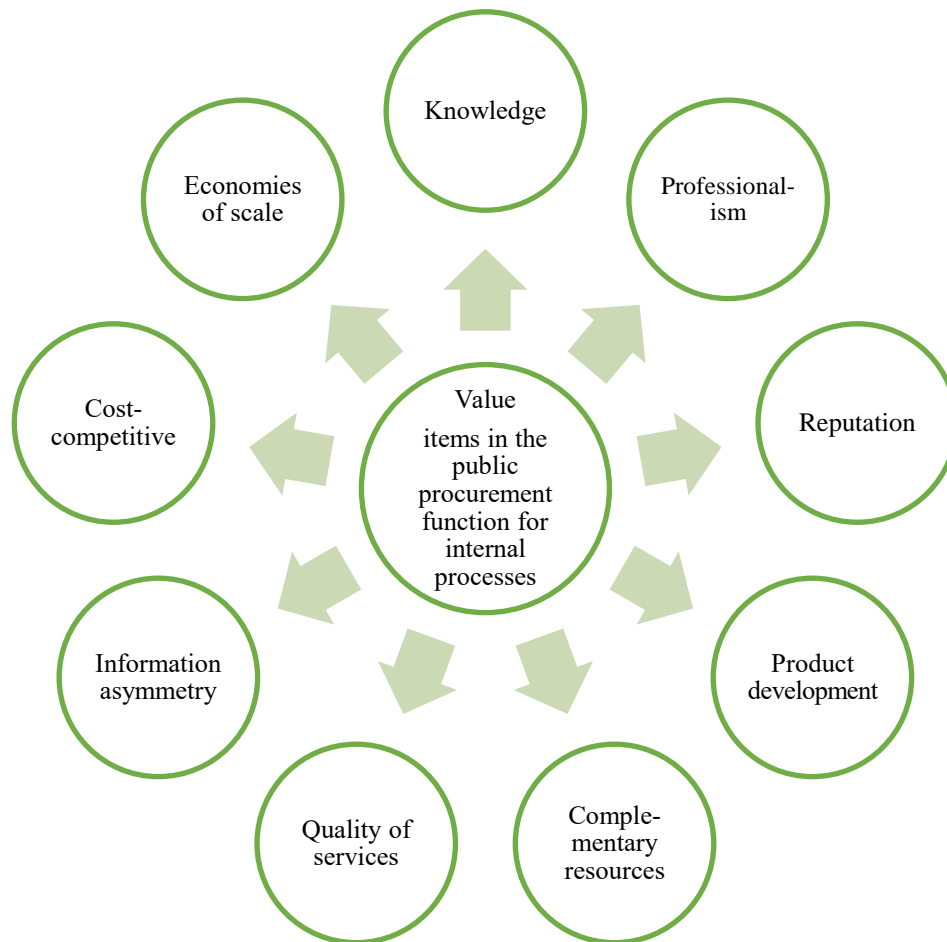 Knowledge
Professional-
ism
Reputation
Product
development
Comple-
mentary
resources
Quality of
services
Information
asymmetry
Cost-
competitive
Economies
of scale
Value
items in the
public
procurement
function for
internal
processes